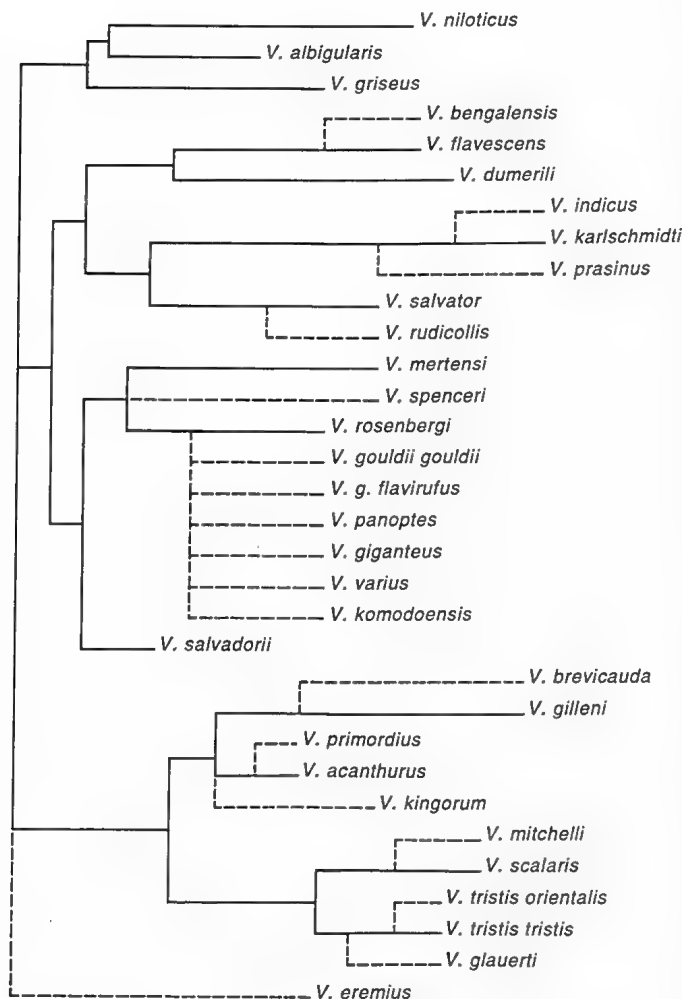 V. niloticus
V. albigularis
V. griseus
V. bengalensis
V. flavescens
V. dumerili
V. indicus
V. karlschmidti
V. prasinus
V. salvator
V. rudicollis
V. mertensi
V. spenceri
V. rosenbergi
V. gouldii gouldii
V. g. flavirufus
V. panoptes
V. giganteus
V. varius
V. komodoensis
V. salvadorii
V. brevicauda
V. gilleni
V. primordius
V. acanthurus
V. kingorum
V. mitchelli
V. scalaris
V. tristis orientalis
V. tristis tristis
V. glauerti
V. eremius